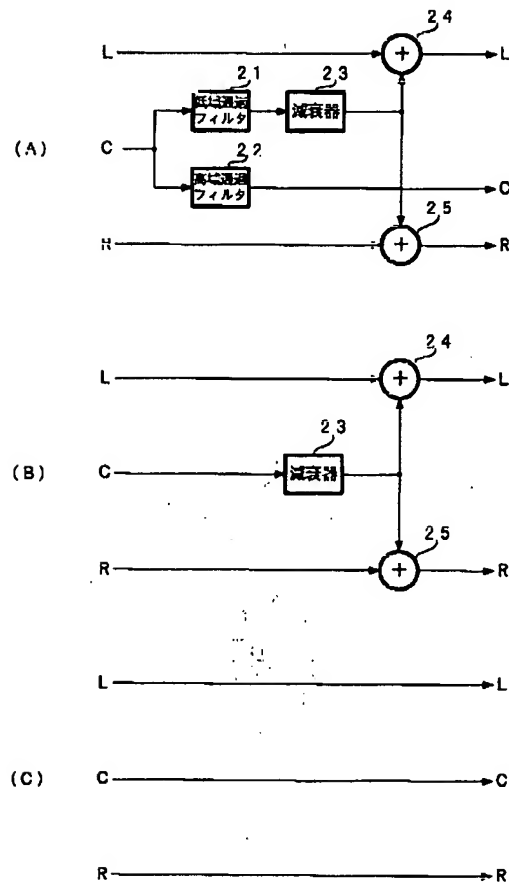 24
L + L
21 23
低域通過
フィルタ 減衰器
(A) C
22
高域通過
フィルタ C
25
R + R
24
L + L
23
(B) C 減衰器
25
R + R
L L
(C) C C
R R